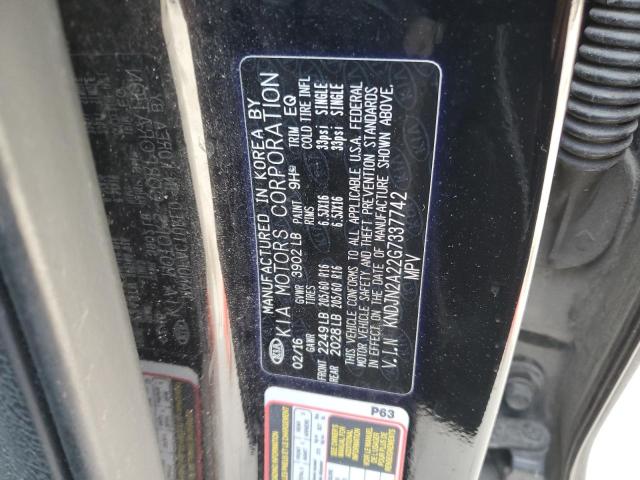 KIA
MANUFACTURED IN KOREA BY
KIA MOTORS CORPORATION
02/16 GVWR 3902 LB PAINT 9H TRIM EQ
GAWR TIRES RIMS COLD TIRE INFL
FRONT 2249LB 205/60 R16 6.5JX16 33psi SINGLE
REAR 2028LB 205/60 R16 6.5JX16 33psi SINGLE
THIS VEHICLE CONFORMS TO ALL APPLICABLE U.S.A. FEDERAL
MOTOR VEHICLE SAFETY AND THEFT PREVENTION STANDARDS
IN EFFECT ON THE DATE OF MANUFACTURE SHOWN ABOVE.
V.I.N KNDJN2A22G7337742
MPV
P63